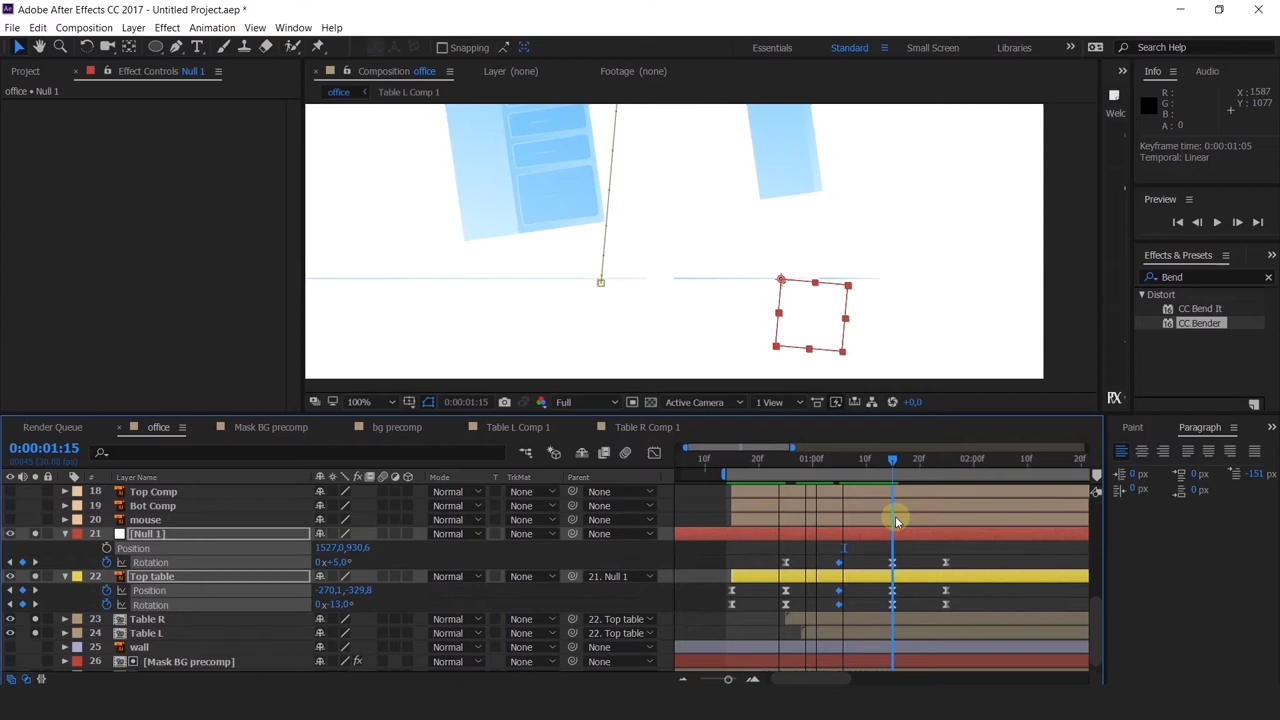 Adobe After Effects CC 2017 - Untitled Project.aep *
File Edit Composition Layer Effect Animation View Window Help
Snapping Essentials Standard Small Screen Libraries Search Help
Project Effect Controls Null 1 Composition office Layer (none) Footage (none) Info Audio
office • Null 1 office Table L Comp 1
R: X: 1587
G: Y: 1077
B:
A: 0
Welc
Keyframe time: 0:00:01:05
Temporal: Linear
Preview
Effects & Presets
Bend
Distort
CC Bend It
CC Bender
100% 0:00:01:15 Full Active Camera 1 View +0,0
Render Queue office Mask BG precomp bg precomp Table L Comp 1 Table R Comp 1 Paint Paragraph
0:00:01:15
00045 (30.00 fps)
10f 20f 01:00f 10f 20f 02:00f 10f 20f
# Layer Name Mode T TrkMat Parent
0 px 0 px -151 px
0 px 0 px
18 Top Comp Normal None None
19 Bot Comp Normal None None
20 mouse Normal None None
21 [Null 1] Normal None None
Position 1527,0,930,6
Rotation 0x+5,0°
22 Top table Normal None 21. Null 1
Position -270,1,-329,8
Rotation 0x-13,0°
23 Table R Normal None 22. Top table
24 Table L Normal None 22. Top table
25 wall Normal None None
26 [Mask BG precomp] Normal None None